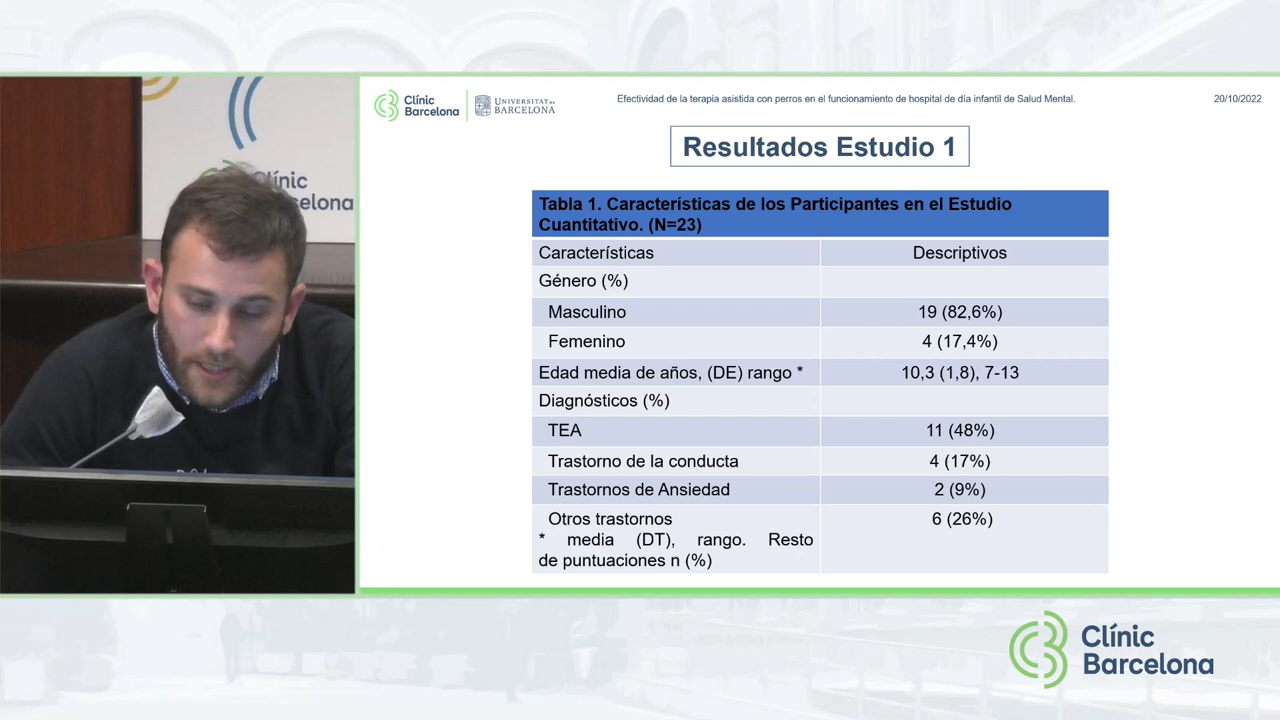 Clínic
Barcelona
UNIVERSITAT DE
BARCELONA
Efectividad de la terapia asistida con perros en el funcionamiento de hospital de día infantil de Salud Mental.
20/10/2022
Resultados Estudio 1
Tabla 1. Características de los Participantes en el Estudio
Cuantitativo. (N=23)
Características Descriptivos
Género (%)
Masculino 19 (82,6%)
Femenino 4 (17,4%)
Edad media de años, (DE) rango * 10,3 (1,8), 7-13
Diagnósticos (%)
TEA 11 (48%)
Trastorno de la conducta 4 (17%)
Trastornos de Ansiedad 2 (9%)
Otros trastornos 6 (26%)
* media (DT), rango. Resto
de puntuaciones n (%)
Clínic
Barcelona